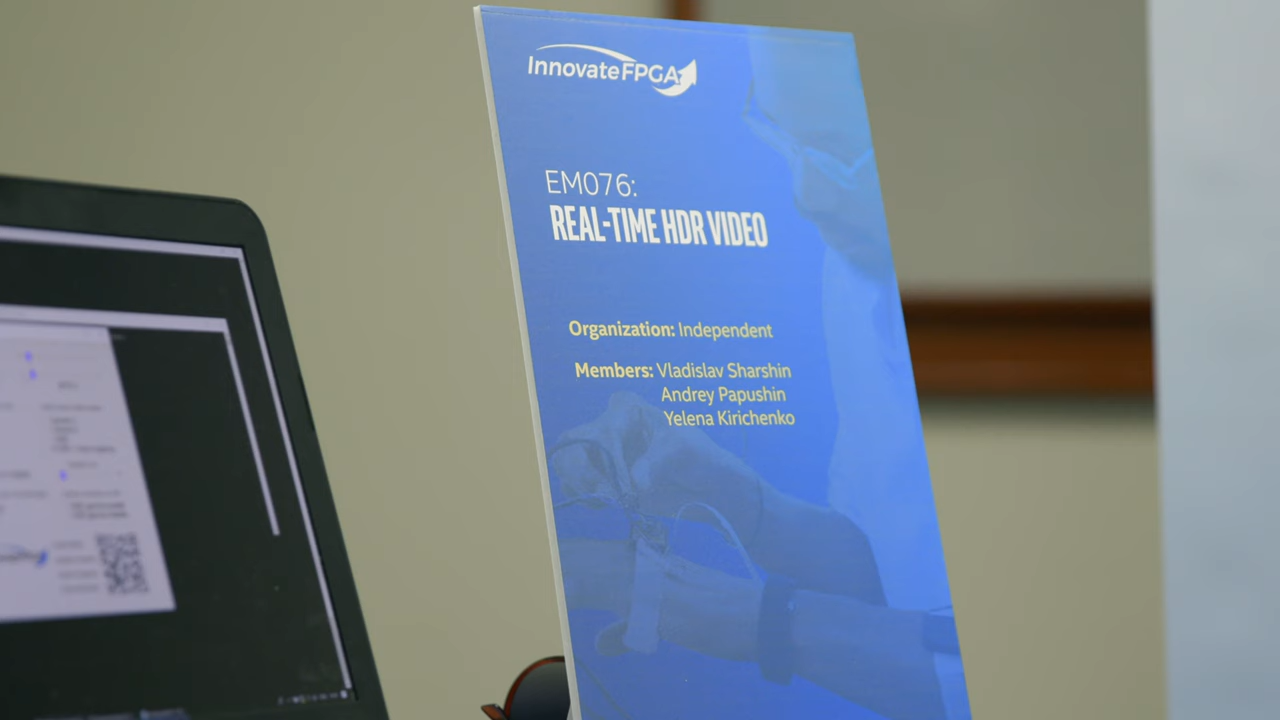 InnovateFPGA
EM076:
REAL-TIME HDR VIDEO
Organization: Independent
Members: Vladislav Sharshin
Andrey Papushin
Yelena Kirichenko